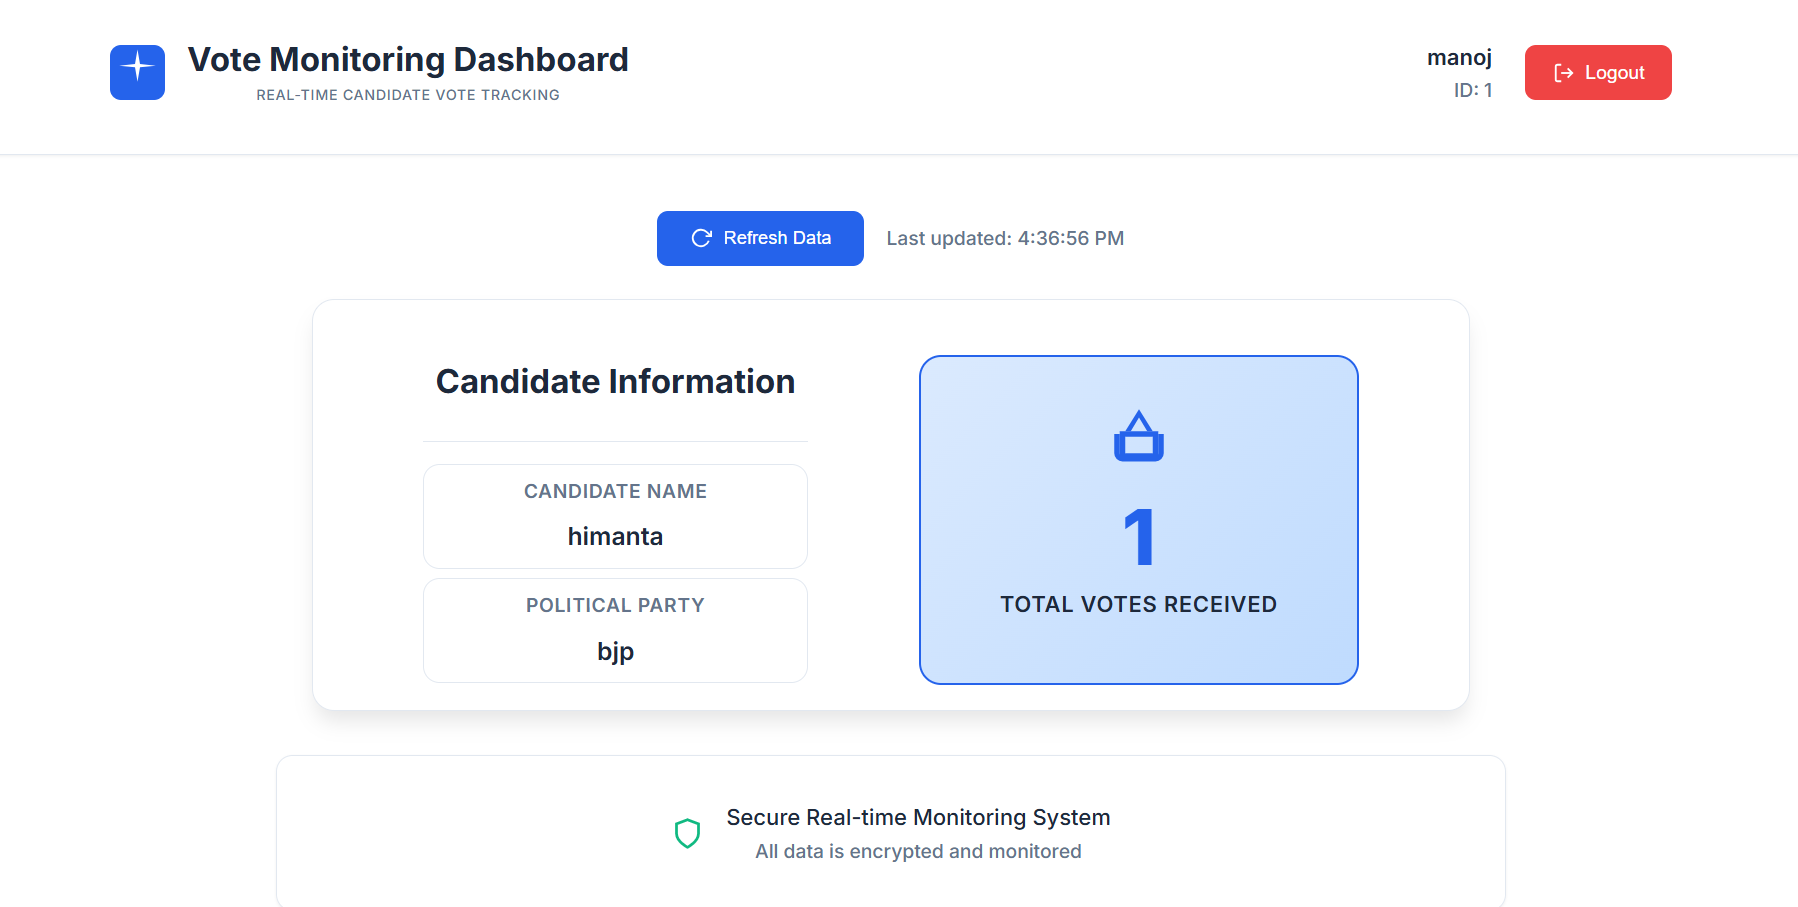 Vote Monitoring Dashboard
REAL-TIME CANDIDATE VOTE TRACKING
manoj
ID: 1
Logout
Refresh Data
Last updated: 4:36:56 PM
Candidate Information
CANDIDATE NAME
himanta
POLITICAL PARTY
bjp
1
TOTAL VOTES RECEIVED
Secure Real-time Monitoring System
All data is encrypted and monitored